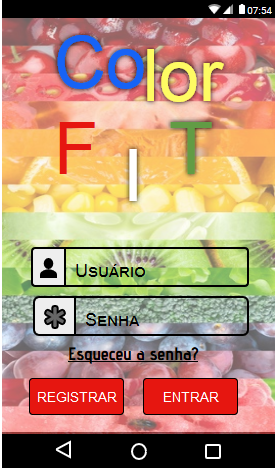 07:54
Color
FIT
Usuário
Senha
Esqueceu a senha?
REGISTRAR ENTRAR